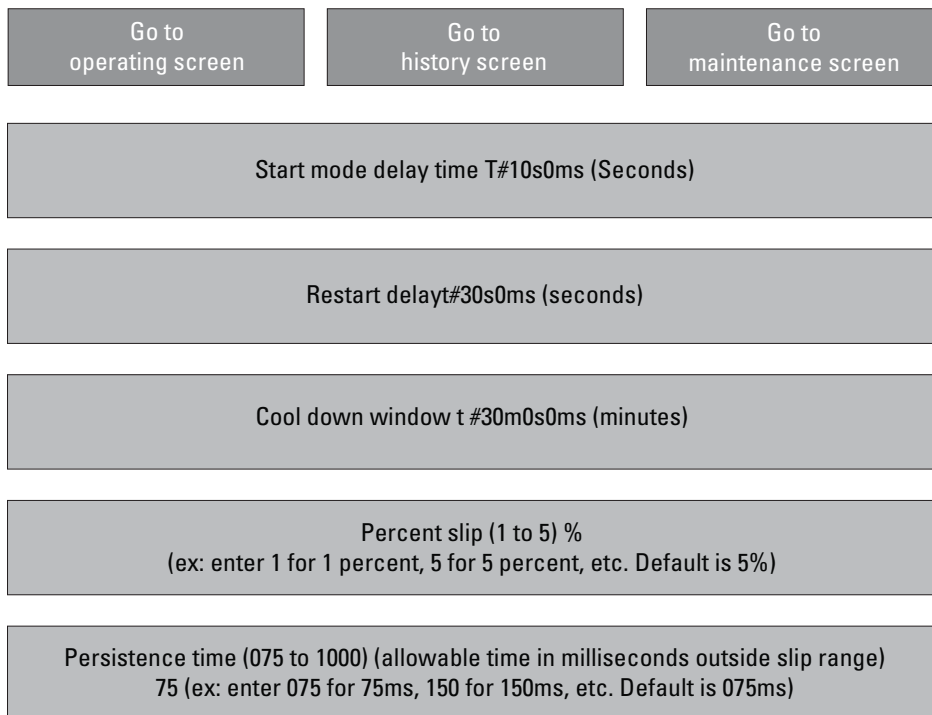 Go to
operating screen
Go to
history screen
Go to
maintenance screen
Start mode delay time T#10s0ms (Seconds)
Restart delayt#30s0ms (seconds)
Cool down window t #30m0s0ms (minutes)
Percent slip (1 to 5) %
(ex: enter 1 for 1 percent, 5 for 5 percent, etc. Default is 5%)
Persistence time (075 to 1000) (allowable time in milliseconds outside slip range)
75 (ex: enter 075 for 75ms, 150 for 150ms, etc. Default is 075ms)